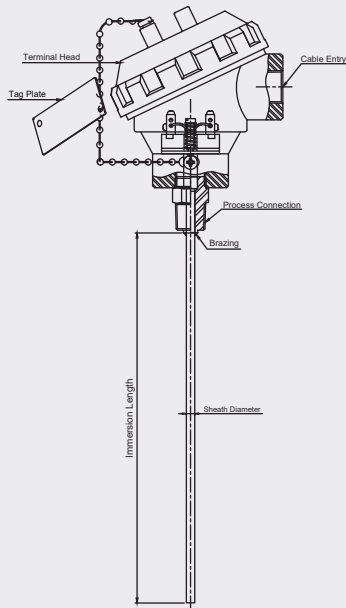 Terminal Head
Cable Entry
Tag Plate
Process Connection
Brazing
Immersion Length
Sheath Diameter